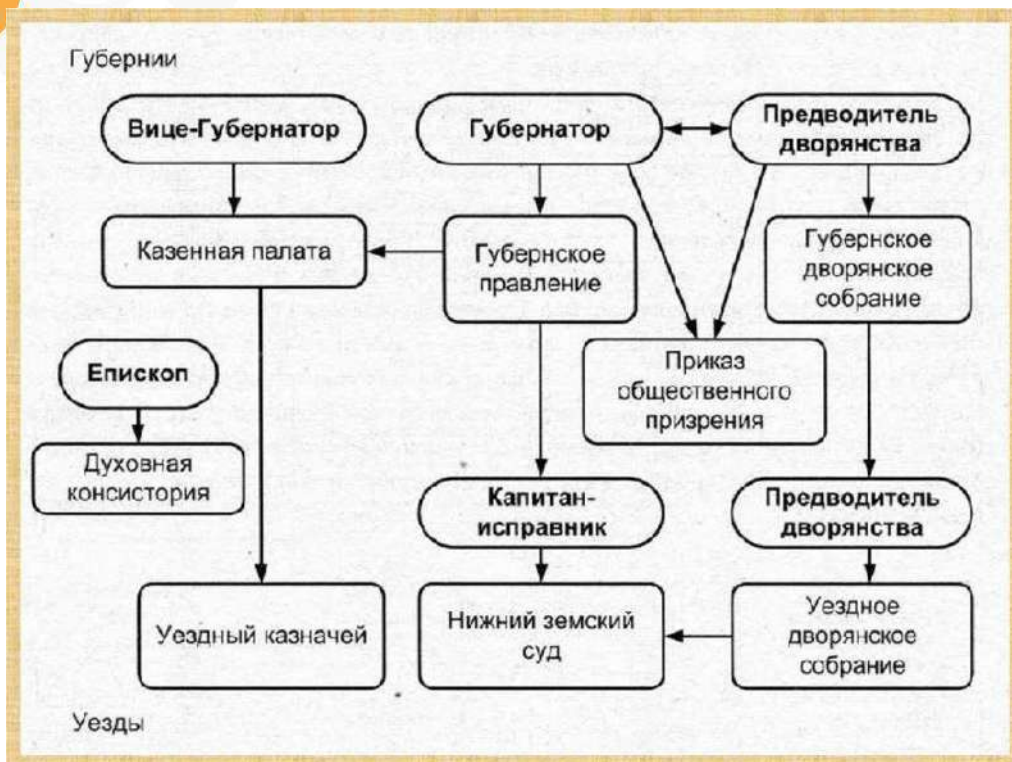 Губернии
Вице-Губернатор
Губернатор
Предводитель
дворянства
Казенная палата
Губернское
правление
Губернское
дворянское
собрание
Епископ
Приказ
общественного
призрения
Духовная
консистория
Капитан-
исправник
Предводитель
дворянства
Уездный казначей
Нижний земский
суд
Уездное
дворянское
собрание
Уезды